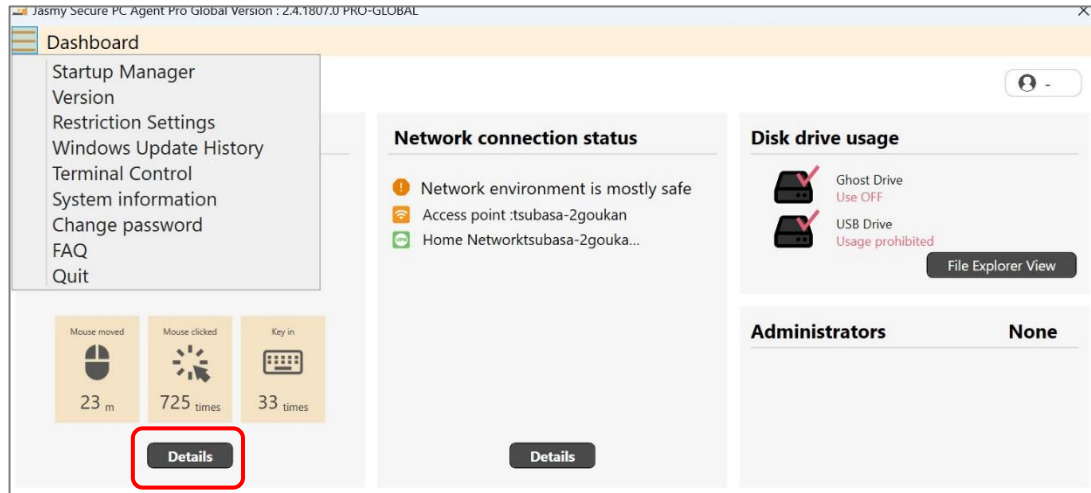 Jasmy Secure PC Agent Pro Global Version : 2.4.1807.0 PRO-GLOBAL
Dashboard
Startup Manager
Version
Restriction Settings
Windows Update History
Terminal Control
System information
Change password
FAQ
Quit
-
Mouse moved
23 m
Mouse clicked
725 times
Key in
33 times
Details
Network connection status
Network environment is mostly safe
Access point :tsubasa-2goukan
Home Networktsubasa-2gouka...
Details
Disk drive usage
Ghost Drive
Use OFF
USB Drive
Usage prohibited
File Explorer View
Administrators None